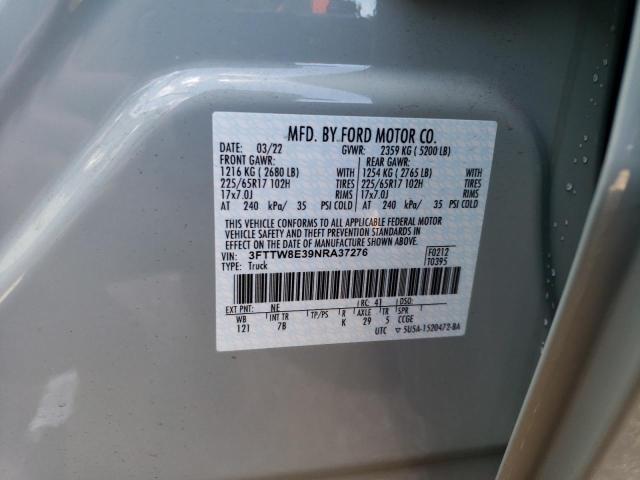 MFD. BY FORD MOTOR CO.
DATE: 03/22 GVWR: 2359 KG ( 5200 LB)
FRONT GAWR: REAR GAWR:
1216 KG ( 2680 LB) 1254 KG ( 2765 LB)
225/65R17 102H TIRES 225/65R17 102H TIRES
17x7.0J RIMS 17x7.0J RIMS
AT 240 kPa/ 35 PSI COLD AT 240 kPa/ 35 PSI COLD
THIS VEHICLE CONFORMS TO ALL APPLICABLE FEDERAL MOTOR
VEHICLE SAFETY AND THEFT PREVENTION STANDARDS IN
EFFECT ON THE DATE OF MANUFACTURE SHOWN ABOVE.
VIN: 3FTTW8E39NRA37276 F0212
TYPE: Truck T0395
EXT PNT: NE RC: 41 DSO:
WB INT TR TP/PS R AXLE TR S
121 7B K 29 5 CCGE
UTC ▽ 5U5A-1520472-BA